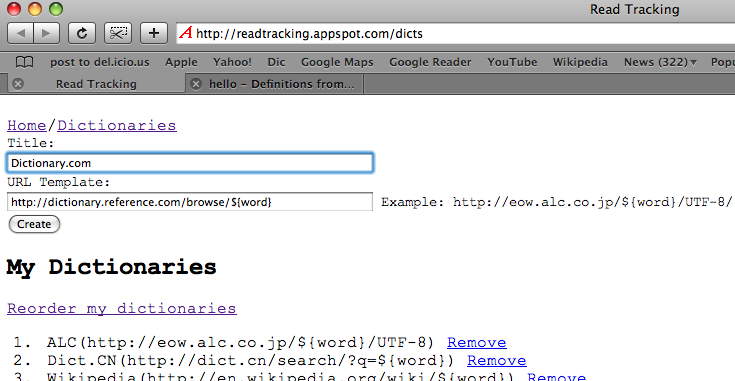 Read Tracking
http://readtracking.appspot.com/dicts
post to del.icio.us Apple Yahoo! Dic Google Maps Google Reader YouTube Wikipedia News (322)▾ Popu
Read Tracking hello - Definitions from...
Home/Dictionaries
Title:
Dictionary.com
URL Template:
http://dictionary.reference.com/browse/${word} Example: http://eow.alc.co.jp/${word}/UTF-8/
Create
My Dictionaries
Reorder my dictionaries
1. ALC(http://eow.alc.co.jp/${word}/UTF-8) Remove
2. Dict.CN(http://dict.cn/search/?q=${word}) Remove
3. Wikipedia(http://en.wikipedia.org/wiki/${word}) Remove